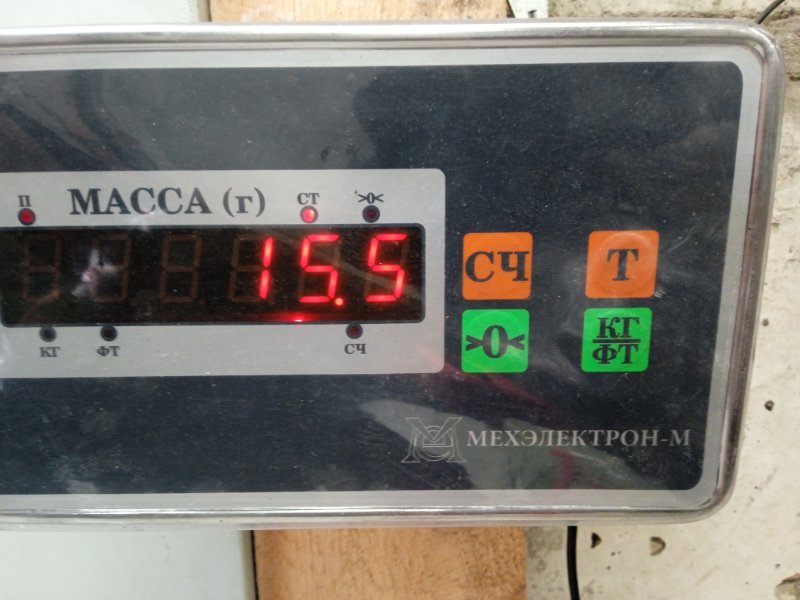 П МАССА (г) СТ >0<
15.5
КГ ФТ СЧ
СЧ Т
>0< КГ
ФТ
МЕХЭЛЕКТРОН-М